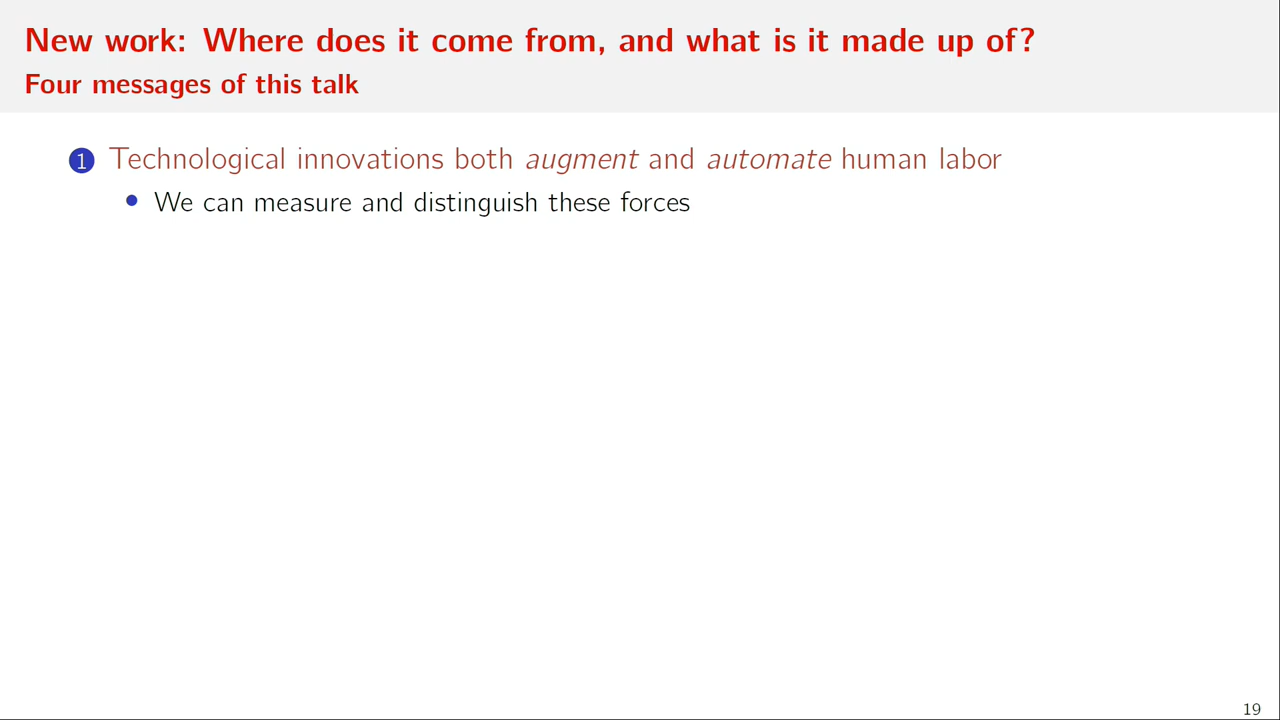 New work: Where does it come from, and what is it made up of?
Four messages of this talk
1 Technological innovations both augment and automate human labor
• We can measure and distinguish these forces
19